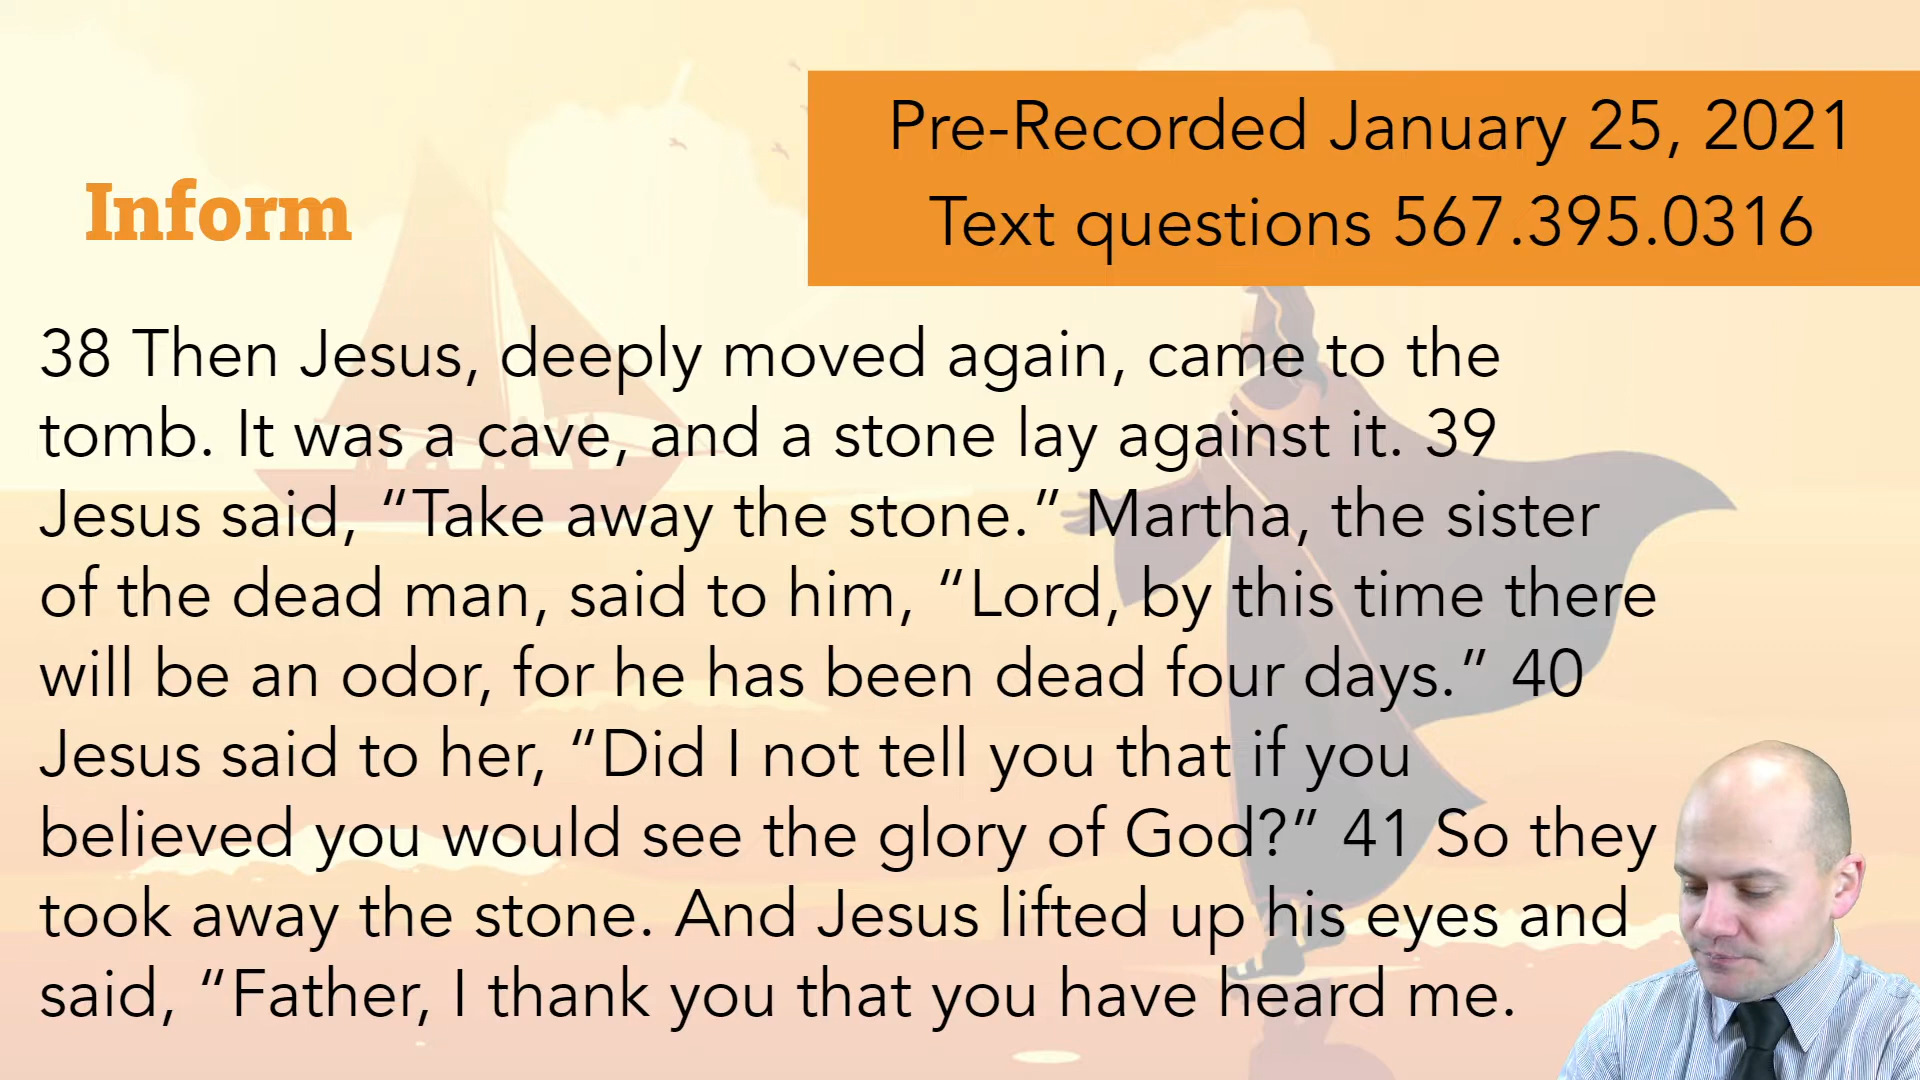 Pre-Recorded January 25, 2021
Text questions 567.395.0316
Inform
38 Then Jesus, deeply moved again, came to the
tomb. It was a cave, and a stone lay against it. 39
Jesus said, “Take away the stone.” Martha, the sister
of the dead man, said to him, “Lord, by this time there
will be an odor, for he has been dead four days.” 40
Jesus said to her, “Did I not tell you that if you
believed you would see the glory of God?” 41 So they
took away the stone. And Jesus lifted up his eyes and
said, “Father, I thank you that you have heard me.